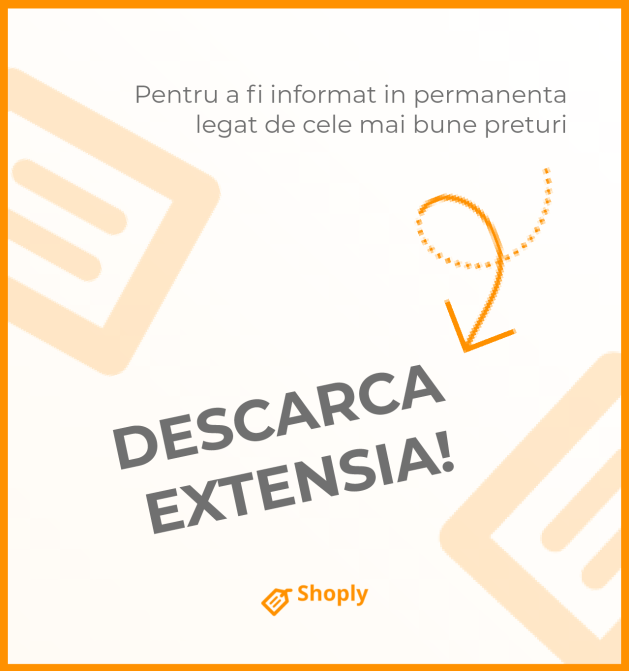 Pentru a fi informat in permanenta
legat de cele mai bune preturi
DESCARCA
EXTENSIA!
Shoply